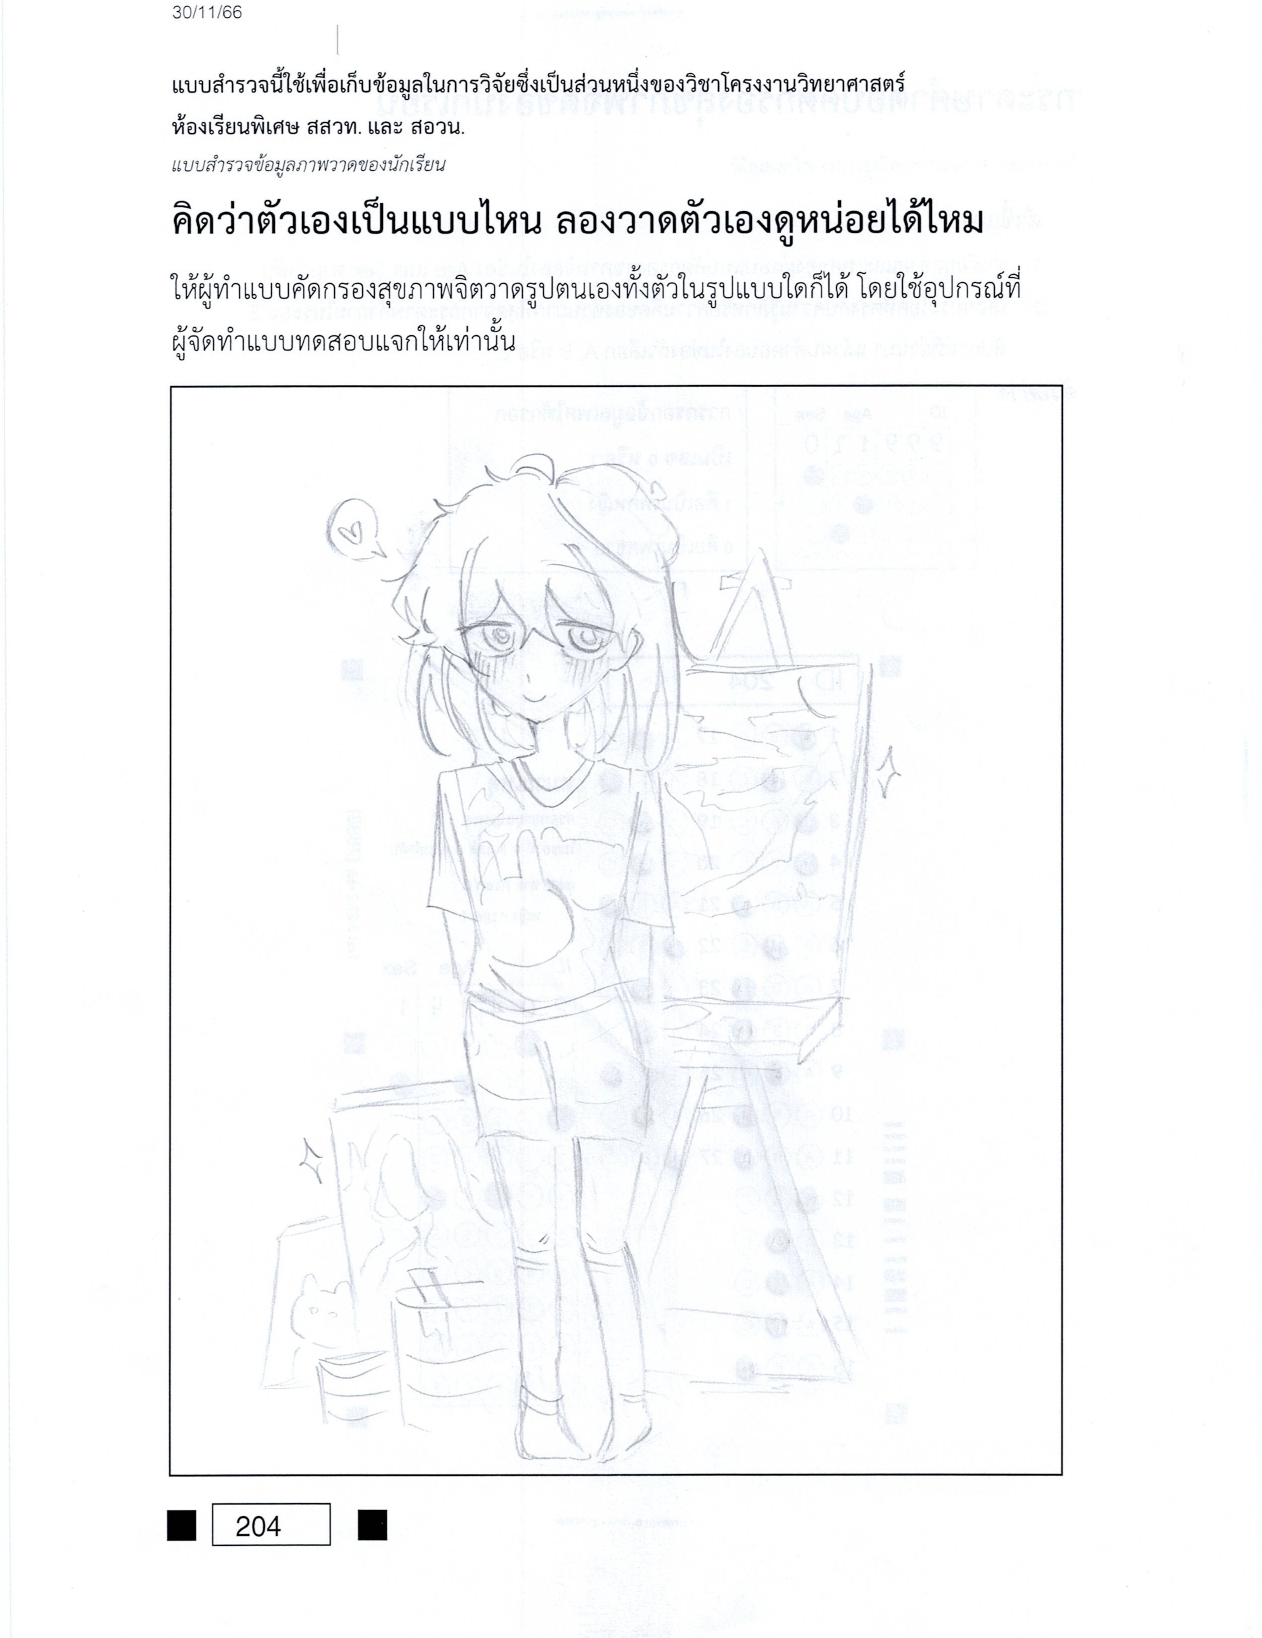 30/11/66
แบบสำรวจนี้ใช้เพื่อเก็บข้อมูลในการวิจัยซึ่งเป็นส่วนหนึ่งของวิชาโครงงานวิทยาศาสตร์
ห้องเรียนพิเศษ สสวท. และ สอวน.
แบบสำรวจข้อมูลภาพวาดของนักเรียน
คิดว่าตัวเองเป็นแบบไหน ลองวาดตัวเองดูหน่อยได้ไหม
ให้ผู้ทำแบบคัดกรองสุขภาพจิตวาดรูปตนเองทั้งตัวในรูปแบบใดก็ได้ โดยใช้อุปกรณ์ที่
ผู้จัดทำแบบทดสอบแจกให้เท่านั้น
204